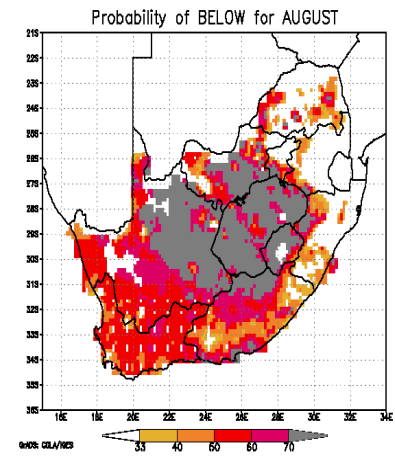 Probability of BELOW for AUGUST
21S
22S
23S
24S
25S
26S
27S
28S
29S
30S
31S
32S
33S
34S
35S
36S
16E 18E 20E 22E 24E 26E 28E 30E 32E 34E
GrADS: COLA/IGES
33 40 50 60 70